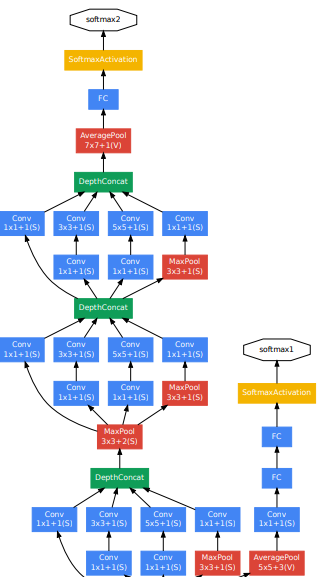 softmax2
SoftmaxActivation
FC
AveragePool
7x7+1(V)
DepthConcat
Conv Conv Conv Conv
1x1+1(S) 3x3+1(S) 5x5+1(S) 1x1+1(S)
Conv Conv MaxPool
1x1+1(S) 1x1+1(S) 3x3+1(S)
DepthConcat
Conv Conv Conv Conv
1x1+1(S) 3x3+1(S) 5x5+1(S) 1x1+1(S)
softmax1
Conv Conv MaxPool SoftmaxActivation
1x1+1(S) 1x1+1(S) 3x3+1(S)
MaxPool FC
3x3+2(S)
DepthConcat FC
Conv Conv Conv Conv Conv
1x1+1(S) 3x3+1(S) 5x5+1(S) 1x1+1(S) 1x1+1(S)
Conv Conv MaxPool AveragePool
1x1+1(S) 1x1+1(S) 3x3+1(S) 5x5+3(V)